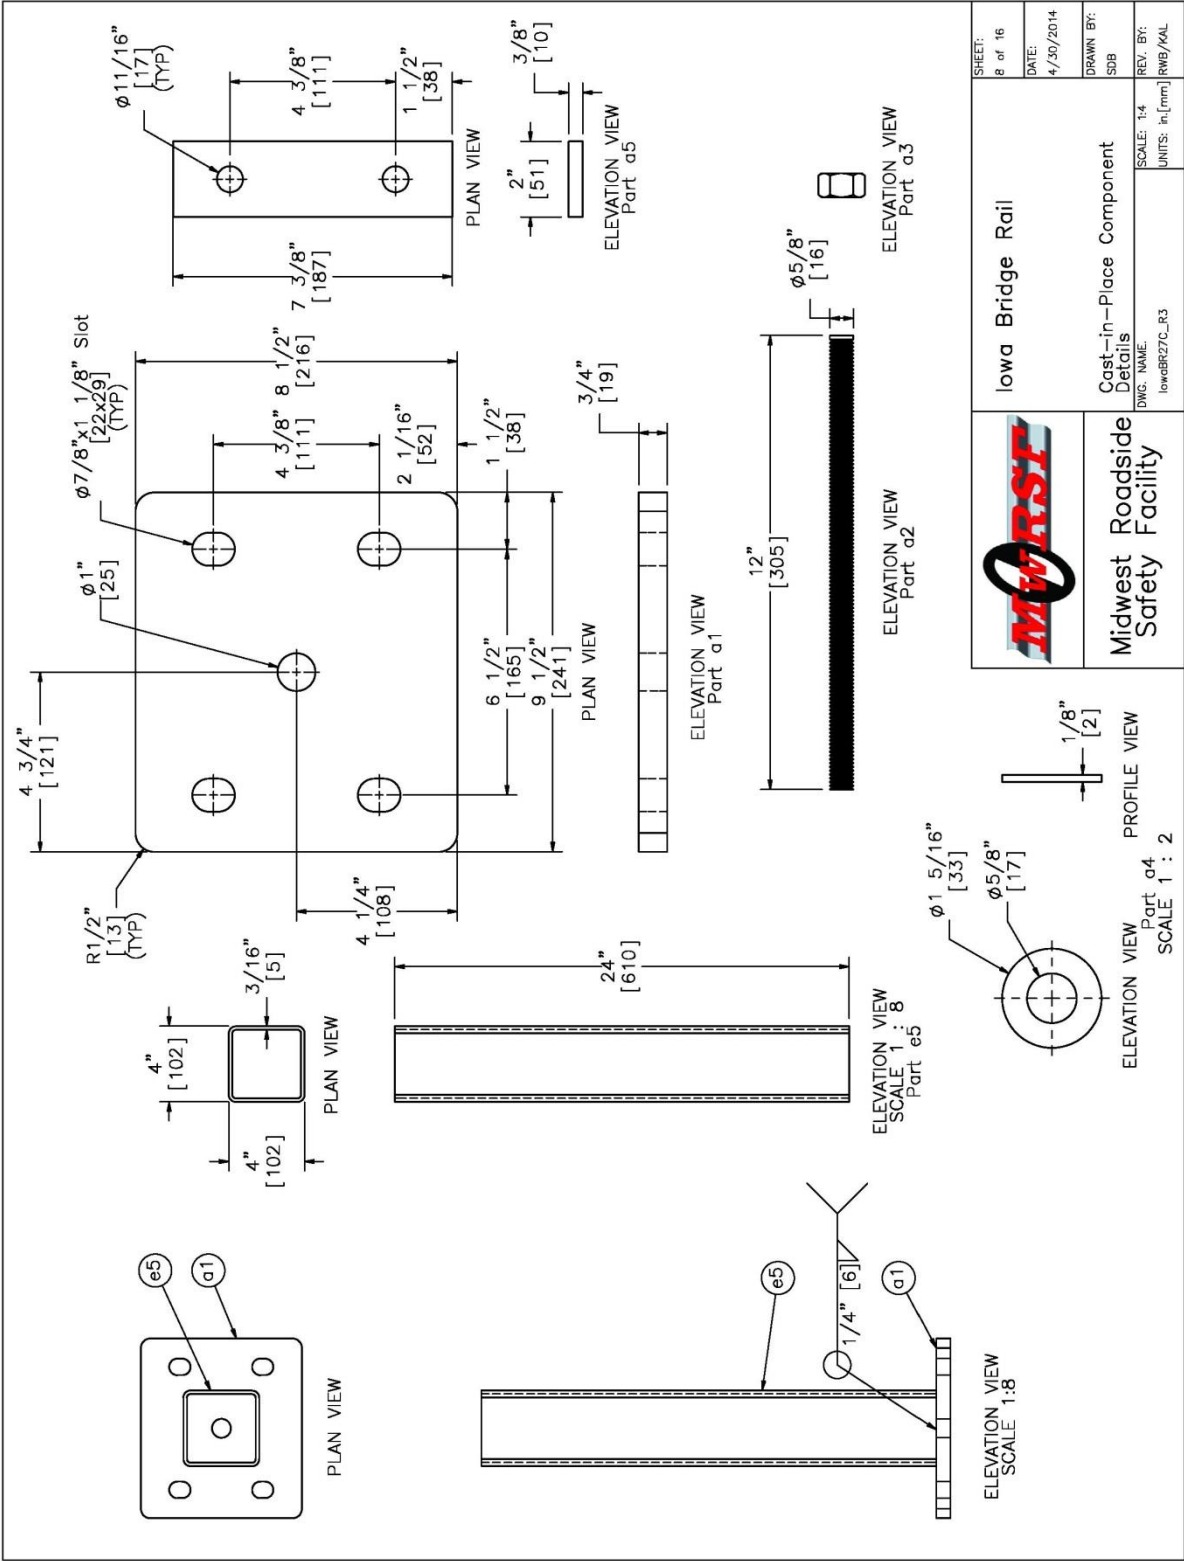 e5
a1
PLAN VIEW
e5
1/4" [6]
a1
ELEVATION VIEW
SCALE 1:8
4"
[102]
4"
[102]
3/16"
[5]
PLAN VIEW
24"
[610]
ELEVATION VIEW
SCALE 1 : 8
Part e5
4 3/4"
[121]
R1/2"
[13]
(TYP)
ø1"
[25]
ø7/8"x1 1/8" Slot
[22x29]
(TYP)
4 3/8"
[111]
8 1/2"
[216]
2 1/16"
[52]
1 1/2"
[38]
4 1/4"
[108]
6 1/2"
[165]
9 1/2"
[241]
PLAN VIEW
3/4"
[19]
ELEVATION VIEW
Part a1
ø11/16"
[17]
(TYP)
4 3/8"
[111]
1 1/2"
[38]
7 3/8"
[187]
PLAN VIEW
2"
[51]
3/8"
[10]
ELEVATION VIEW
Part a5
12"
[305]
ø5/8"
[16]
ELEVATION VIEW
Part a2
ELEVATION VIEW
Part a3
ø1 5/16"
[33]
ø5/8"
[17]
1/8"
[2]
ELEVATION VIEW
PROFILE VIEW
Part a4
SCALE 1 : 2
MWRSF
Midwest Roadside
Safety Facility
Iowa Bridge Rail
Cast-in-Place Component
Details
SHEET:
8 of 16
DATE:
4/30/2014
DRAWN BY:
SDB
DWG. NAME.
IowaBR27C_R3
SCALE: 1:4
UNITS: in.[mm]
REV. BY:
RWB/KAL